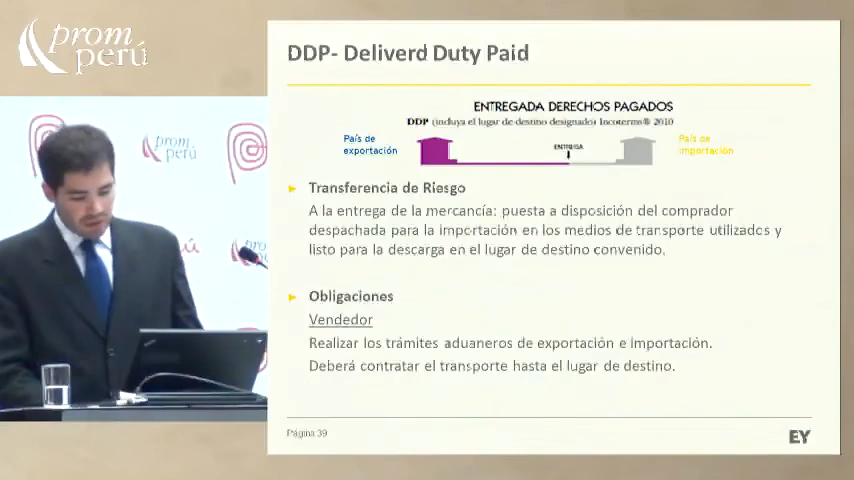 prom
perú
DDP- Deliverd Duty Paid
ENTREGADA DERECHOS PAGADOS
DDP (incluya el lugar de destino designado) Incoterms® 2010
País de
exportación
ENTREGA
País de
importación
Transferencia de Riesgo
A la entrega de la mercancía: puesta a disposición del comprador
despachada para la importación en los medios de transporte utilizados y
listo para la descarga en el lugar de destino convenido.
Obligaciones
Vendedor
Realizar los trámites aduaneros de exportación e importación.
Deberá contratar el transporte hasta el lugar de destino.
Página 39
EY
prom
perú
pro